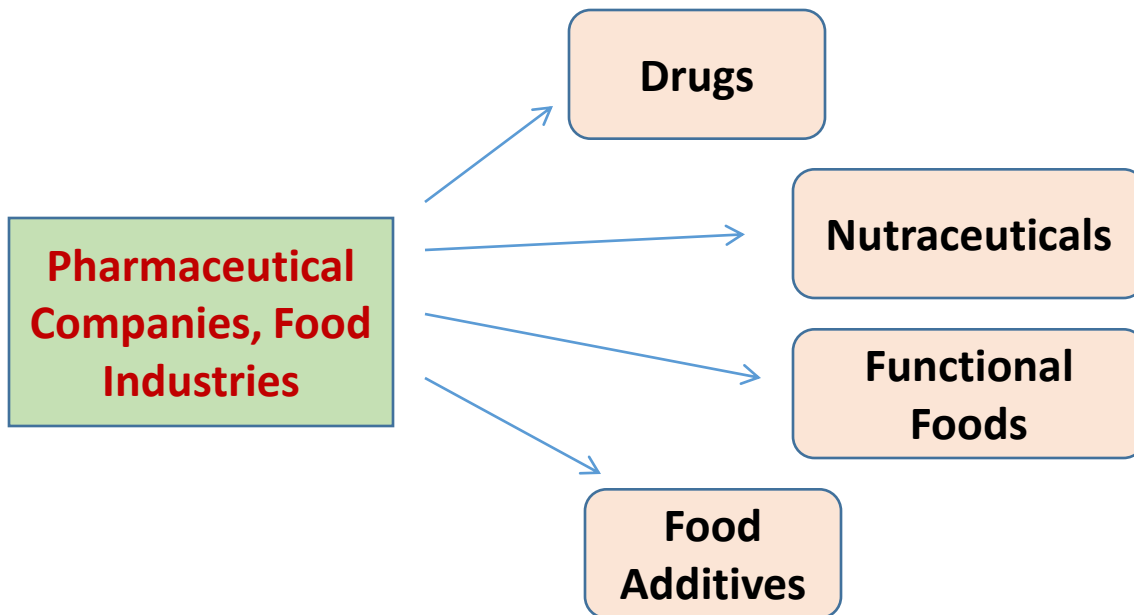 Drugs
Nutraceuticals
Pharmaceutical
Companies, Food
Industries
Functional
Foods
Food
Additives